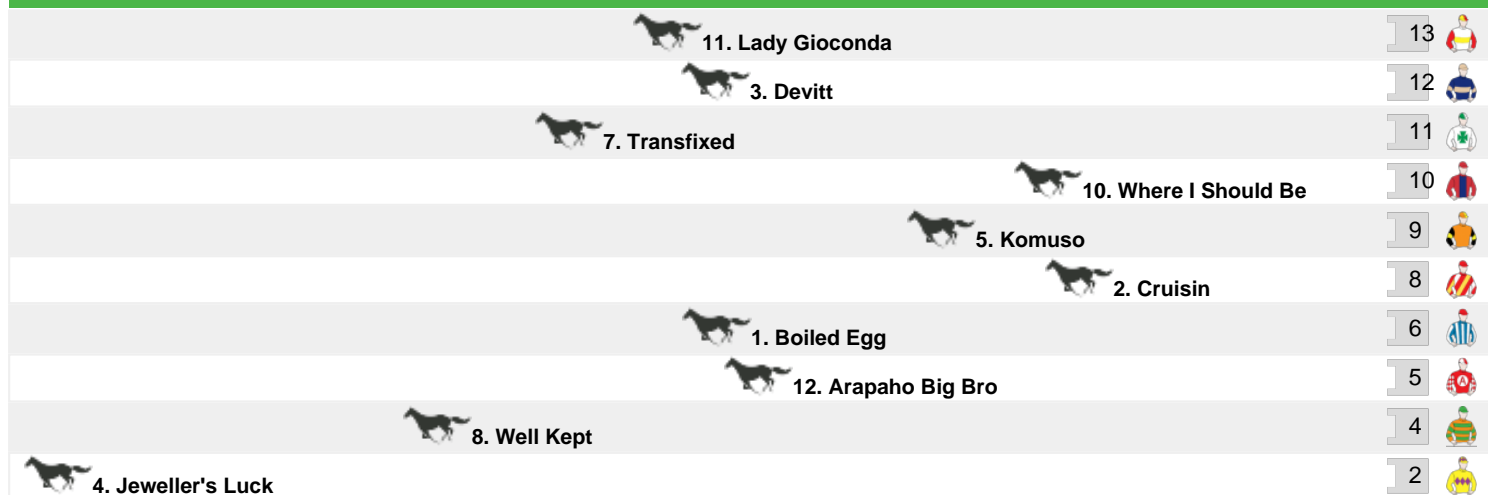 11. Lady Gioconda 13
3. Devitt 12
7. Transfixed 11
10. Where I Should Be 10
5. Komuso 9
2. Cruisin 8
1. Boiled Egg 6
12. Arapaho Big Bro 5
A
8. Well Kept 4
4. Jeweller's Luck 2